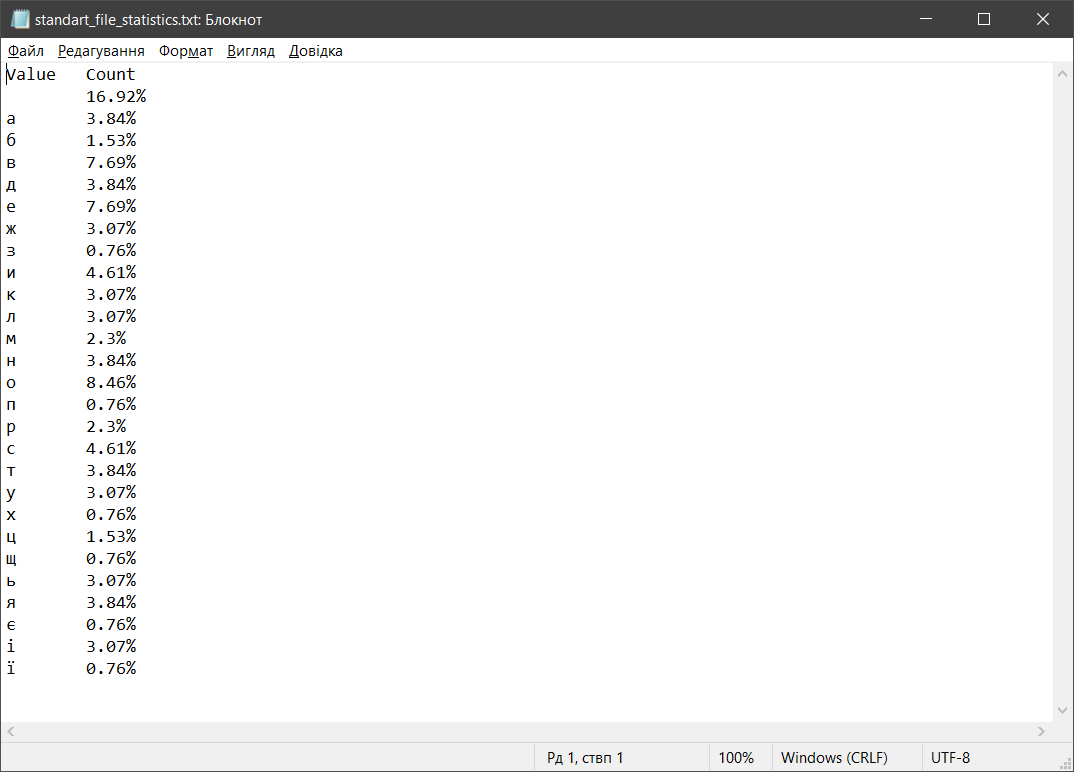 standart_file_statistics.txt: Блокнот
Файл Редагування Формат Вигляд Довідка
Value Count
16.92%
а 3.84%
б 1.53%
в 7.69%
д 3.84%
е 7.69%
ж 3.07%
з 0.76%
и 4.61%
к 3.07%
л 3.07%
м 2.3%
н 3.84%
о 8.46%
п 0.76%
р 2.3%
с 4.61%
т 3.84%
у 3.07%
х 0.76%
ц 1.53%
щ 0.76%
ь 3.07%
я 3.84%
є 0.76%
і 3.07%
ї 0.76%
Рд 1, ствп 1 100% Windows (CRLF) UTF-8